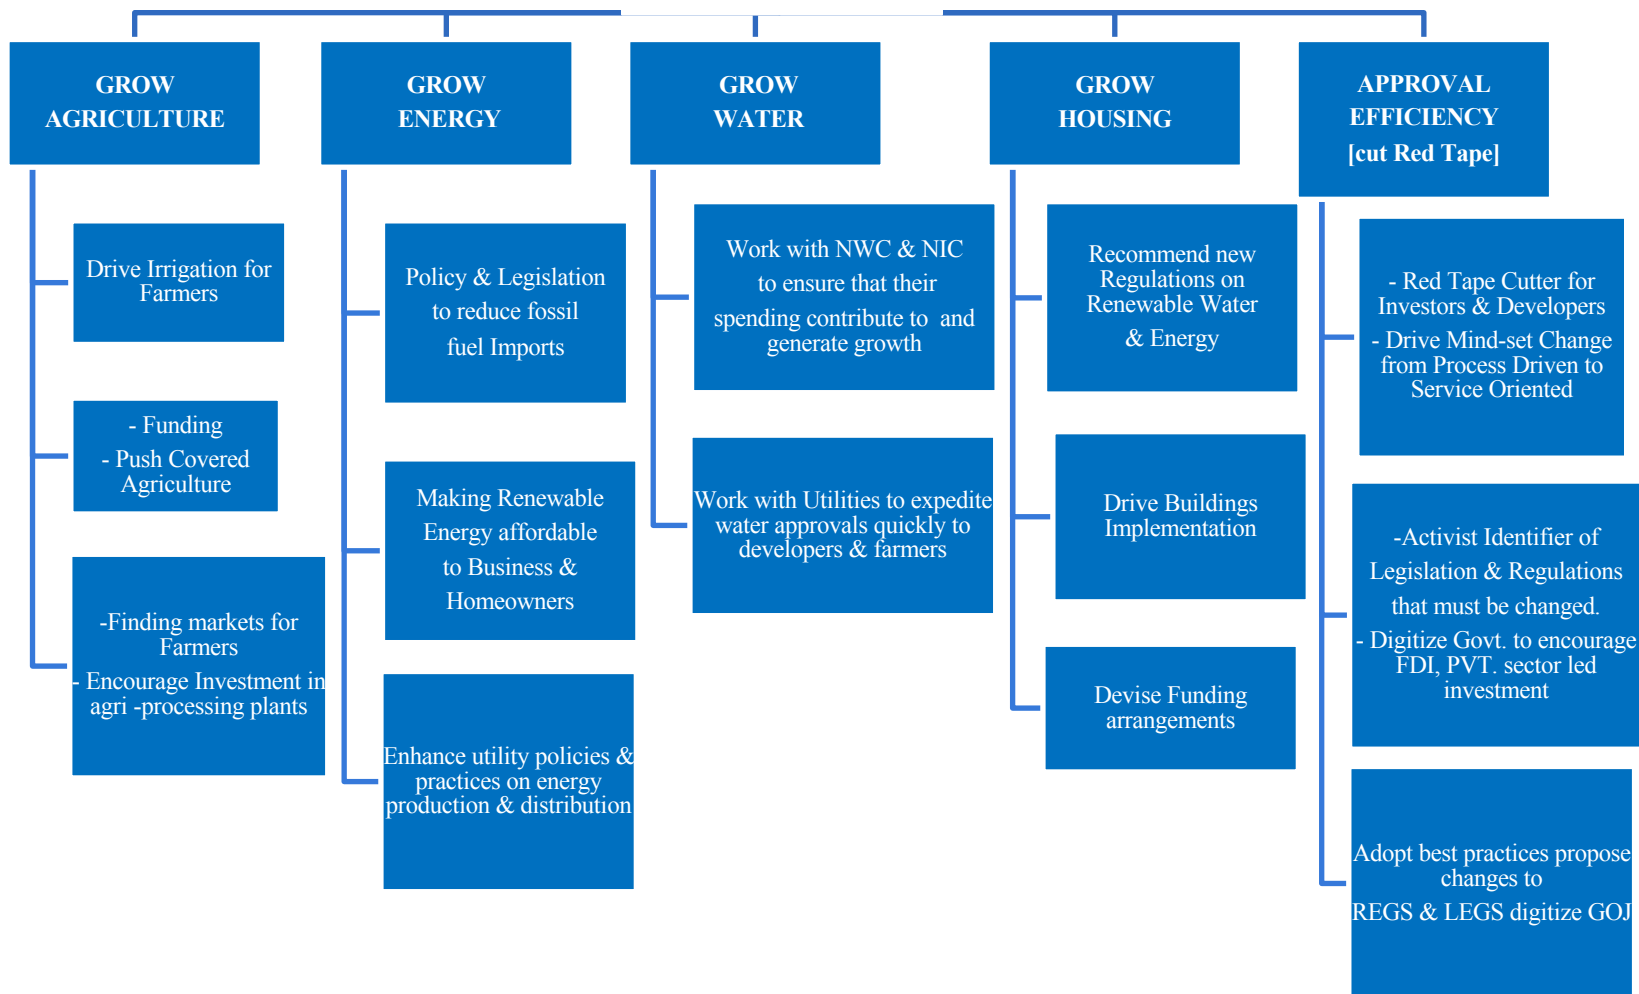 GROW
AGRICULTURE
Drive Irrigation for
Farmers
- Funding
- Push Covered
Agriculture
-Finding markets for
Farmers
- Encourage Investment in
agri -processing plants
GROW
ENERGY
Policy & Legislation
to reduce fossil
fuel Imports
Making Renewable
Energy affordable
to Business &
Homeowners
Enhance utility policies &
practices on energy
production & distribution
GROW
WATER
Work with NWC & NIC
to ensure that their
spending contribute to  and
generate growth
Work with Utilities to expedite
water approvals quickly to
developers & farmers
GROW
HOUSING
Recommend new
Regulations on
Renewable Water
& Energy
Drive Buildings
Implementation
Devise Funding
arrangements
APPROVAL
EFFICIENCY
[cut Red Tape]
- Red Tape Cutter for
Investors & Developers
- Drive Mind-set Change
from Process Driven to
Service Oriented
-Activist Identifier of
Legislation & Regulations
that must be changed.
- Digitize Govt. to encourage
FDI, PVT. sector led
investment
Adopt best practices propose
changes to
REGS & LEGS digitize GOJ